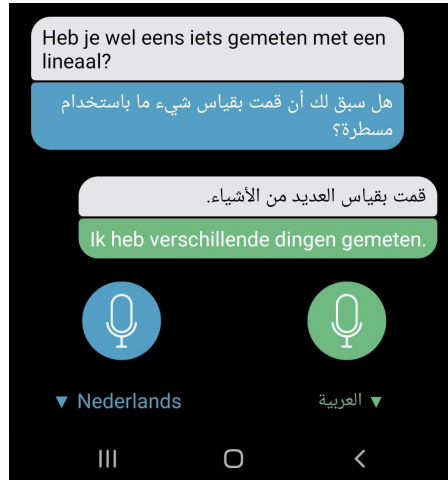 Heb je wel eens iets gemeten met een
lineaal?
هل سبق لك أن قمت بقياس شيء ما باستخدام
مسطرة؟
قمت بقياس العديد من الأشياء.
Ik heb verschillende dingen gemeten.
▼ Nederlands
▼ العربية